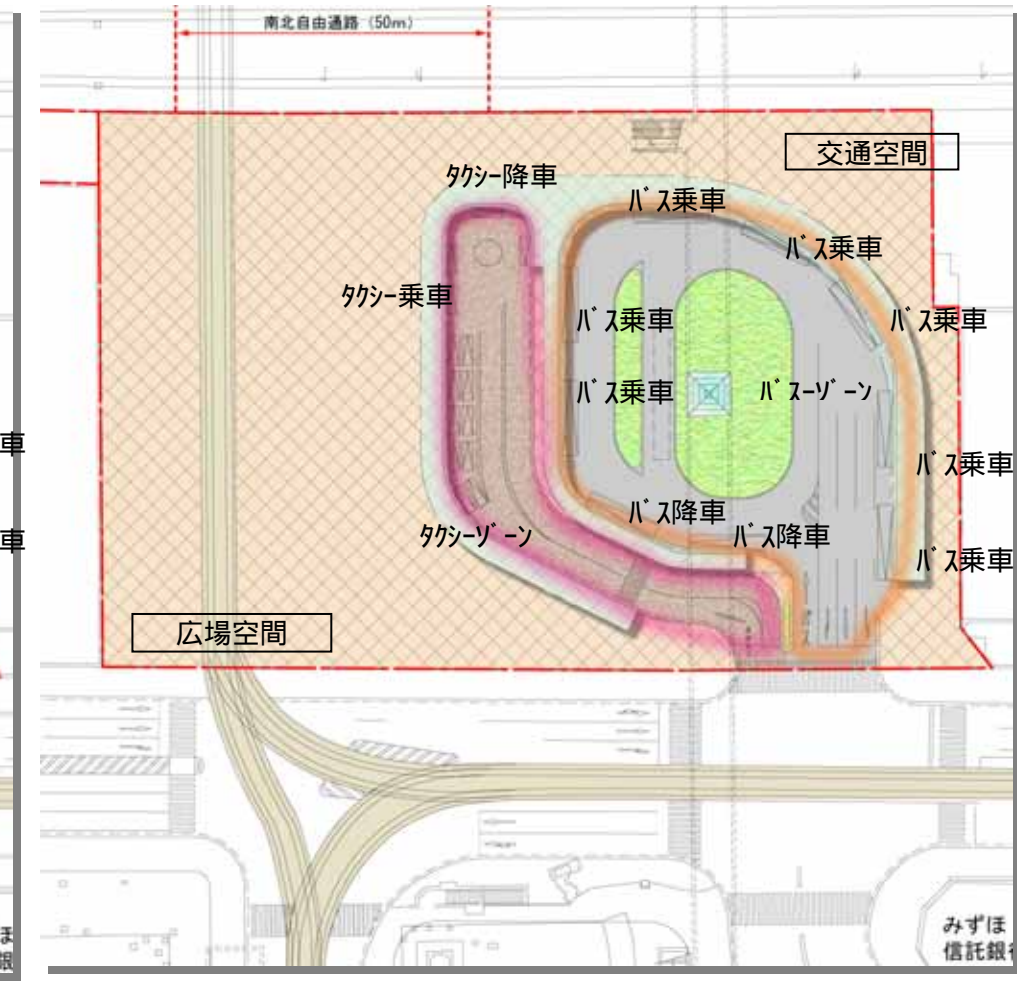 南北自由通路（50m）
交通空間
ﾀｸｼｰ降車
ﾊﾞｽ乗車
ﾊﾞｽ乗車
ﾀｸｼｰ乗車
ﾊﾞｽ乗車
ﾊﾞｽ乗車
ﾊﾞｽ乗車
ﾊﾞｽｰｿﾞｰﾝ
車
ﾊﾞｽ乗車
ﾊﾞｽ降車
ﾊﾞｽ降車
ﾀｸｼｰｿﾞｰﾝ
車
ﾊﾞｽ乗車
広場空間
みずほ
信託銀